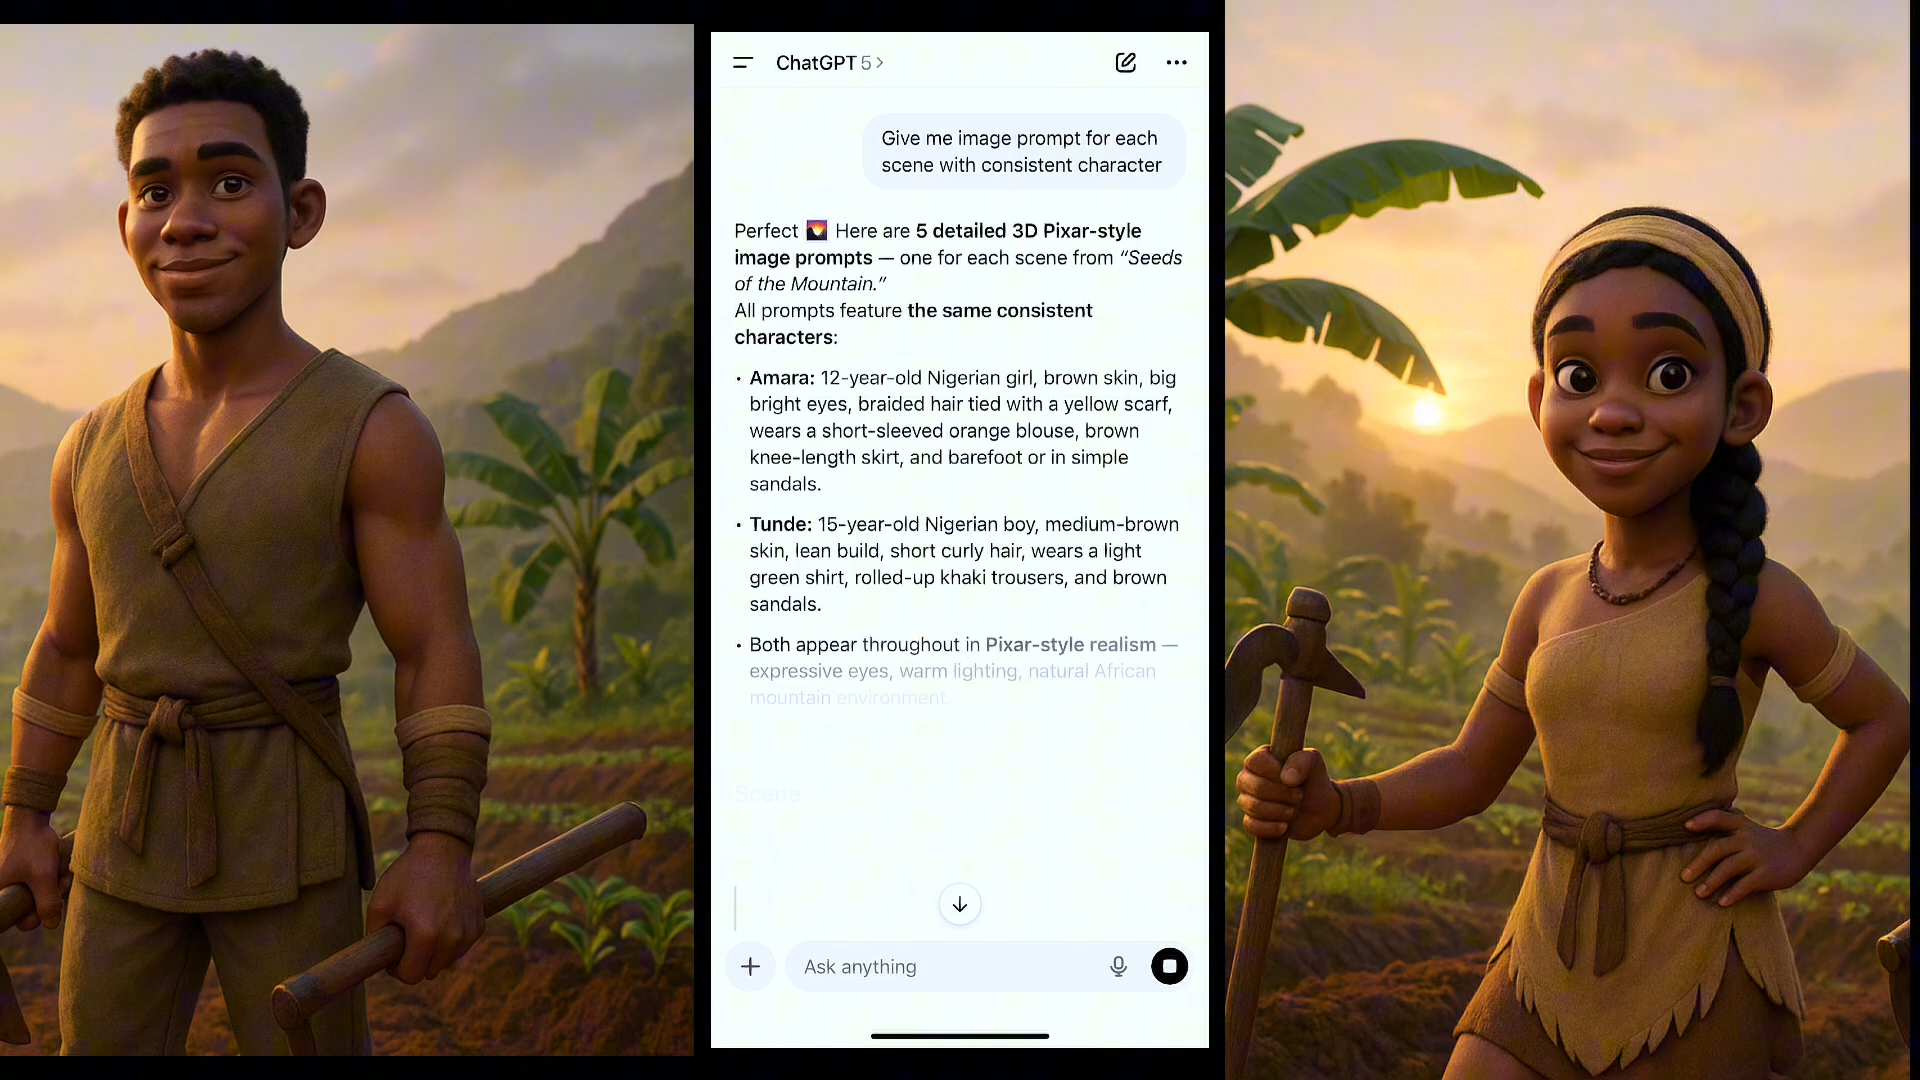 ChatGPT 5 >
Give me image prompt for each
scene with consistent character
Perfect 🌄 Here are 5 detailed 3D Pixar-style
image prompts — one for each scene from “Seeds
of the Mountain.”
All prompts feature the same consistent
characters:
• Amara: 12-year-old Nigerian girl, brown skin, big
bright eyes, braided hair tied with a yellow scarf,
wears a short-sleeved orange blouse, brown
knee-length skirt, and barefoot or in simple
sandals.
• Tunde: 15-year-old Nigerian boy, medium-brown
skin, lean build, short curly hair, wears a light
green shirt, rolled-up khaki trousers, and brown
sandals.
• Both appear throughout in Pixar-style realism —
expressive eyes, warm lighting, natural African
mountain environment.
Scene
Ask anything